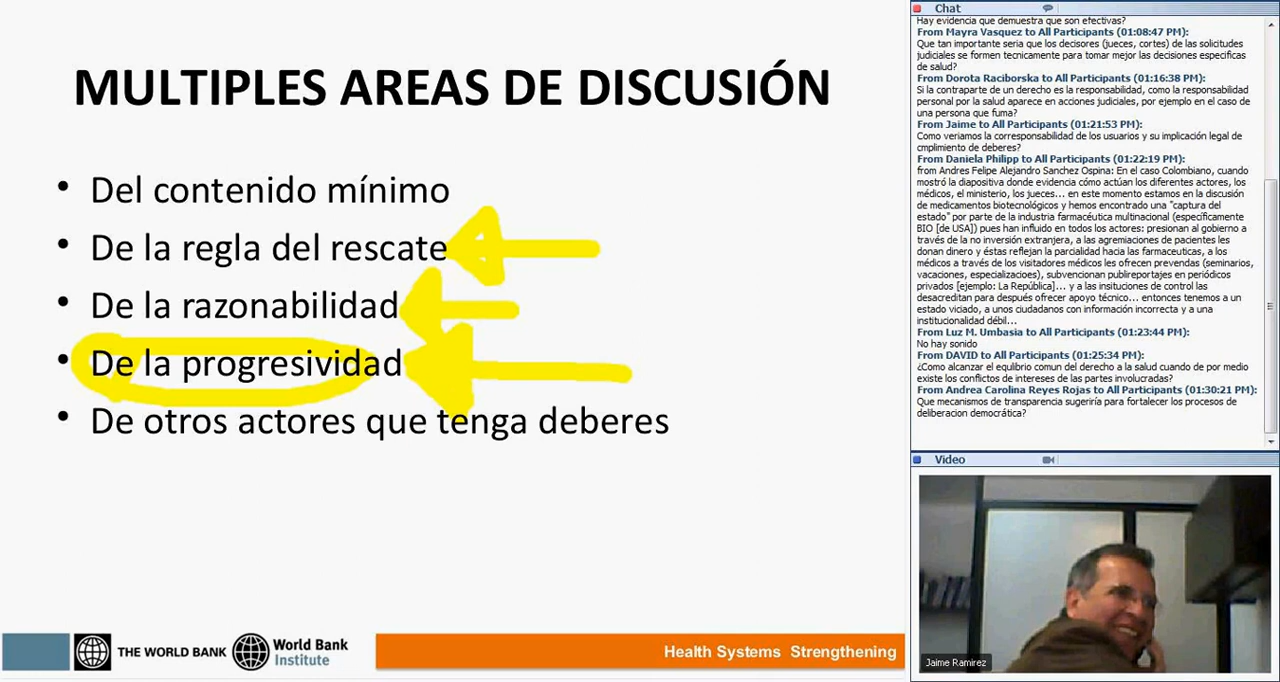 MULTIPLES AREAS DE DISCUSIÓN
• Del contenido mínimo
• De la regla del rescate
• De la razonabilidad
• De la progresividad
• De otros actores que tenga deberes
THE WORLD BANK
World Bank
Institute
Health Systems Strengthening
Chat
Hay evidencia que demuestra que son efectivas?
From Mayra Vasquez to All Participants (01:08:47 PM):
Que tan importante seria que los decisores (jueces, cortes) de las solicitudes
judiciales se formen tecnicamente para tomar mejor las decisiones especificas
de salud?
From Dorota Raciborska to All Participants (01:16:38 PM):
Si la contraparte de un derecho es la responsabilidad, como la responsabilidad
personal por la salud aparece en acciones judiciales, por ejemplo en el caso de
una persona que fuma?
From Jaime to All Participants (01:21:53 PM):
Como veriamos la corresponsabilidad de los usuarios y su implicación legal de
cmplimiento de deberes?
From Daniela Philipp to All Participants (01:22:19 PM):
from Andres Felipe Alejandro Sanchez Ospina: En el caso Colombiano, cuando
mostró la diapositiva donde evidencia cómo actúan los diferentes actores, los
médicos, el ministerio, los jueces... en este momento estamos en la discusión
de medicamentos biotecnológicos y hemos encontrado una "captura del
estado" por parte de la industria farmacéutica multinacional (específicamente
BIO [de USA]) pues han influido en todos los actores: presionan al gobierno a
través de la no inversión extranjera, a las agremiaciones de pacientes les
donan dinero y éstas reflejan la parcialidad hacia las farmaceuticas, a los
médicos a través de los visitadores médicos les ofrecen prevendas (seminarios,
vacaciones, especializacioes), subvencionan publireportajes en periódicos
privados [ejemplo: La República]... y a las insituciones de control las
desacreditan para después ofrecer apoyo técnico... entonces tenemos a un
estado viciado, a unos ciudadanos con información incorrecta y a una
institucionalidad débil...
From Luz M. Umbasia to All Participants (01:23:44 PM):
No hay sonido
From DAVID to All Participants (01:25:34 PM):
¿Como alcanzar el equlibrio comun del derecho a la salud cuando de por medio
existe los conflictos de intereses de las partes involucradas?
From Andrea Carolina Reyes Rojas to All Participants (01:30:21 PM):
Que mecanismos de transparencia sugeriría para fortalecer los procesos de
deliberacion democrática?
Video
Jaime Ramirez